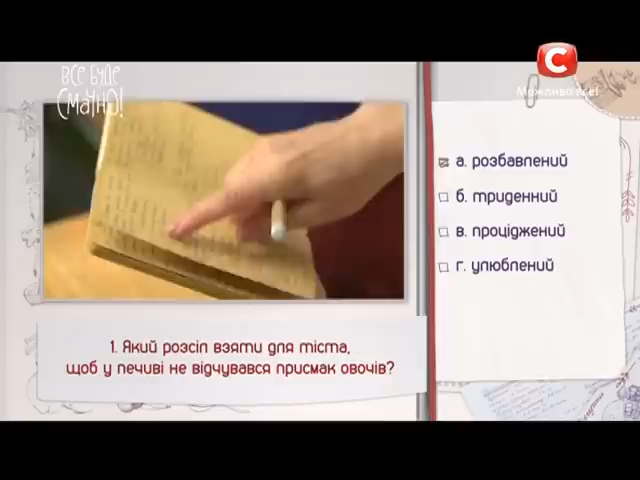 ВСЕ БУДЕ
СМАЧНО!
С
Можливо все!
а. розбавлений
б. триденний
в. проціджений
г. улюблений
1. Який розсіл взяти для тіста,
щоб у печиві не відчувався присмак овочів?